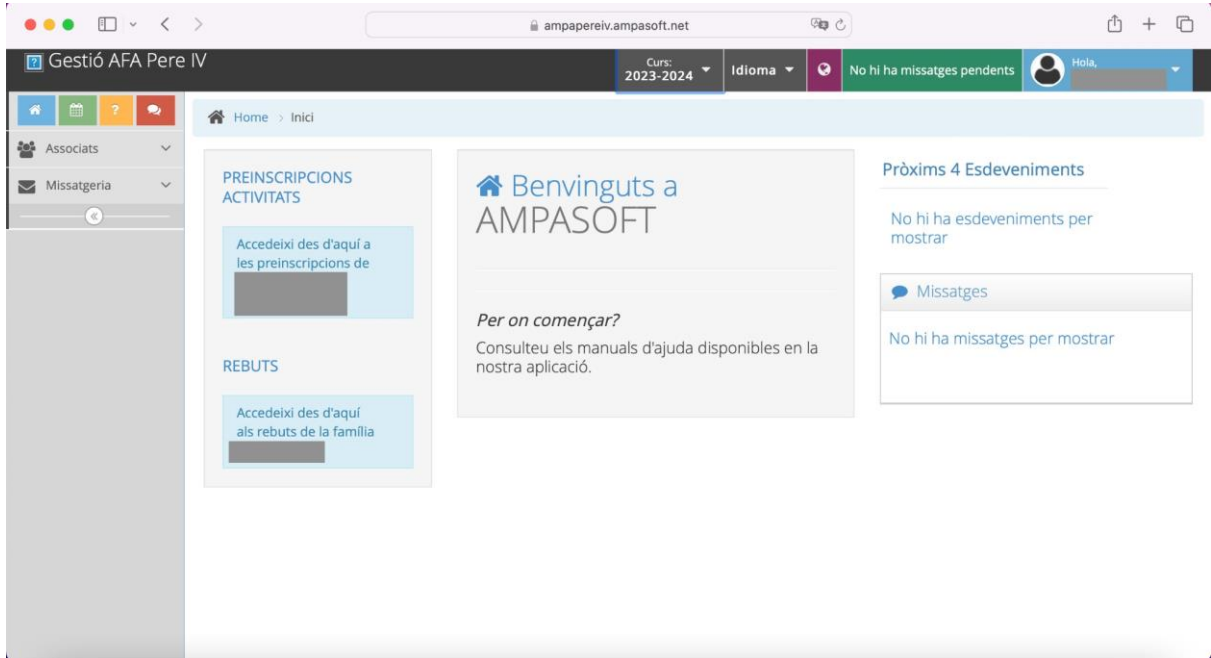 ampapereiv.ampasoft.net
Gestió AFA Pere IV
Curs:
2023-2024
Idioma
No hi ha missatges pendents
Hola,
?
Home > Inici
Associats
Missatgeria
PREINSCRIPCIONS
ACTIVITATS
Accedeixi des d'aquí a
les preinscripcions de
REBUTS
Accedeixi des d'aquí
als rebuts de la família
Benvinguts a
AMPASOFT
Per on començar?
Consulteu els manuals d'ajuda disponibles en la
nostra aplicació.
Pròxims 4 Esdeveniments
No hi ha esdeveniments per
mostrar
Missatges
No hi ha missatges per mostrar